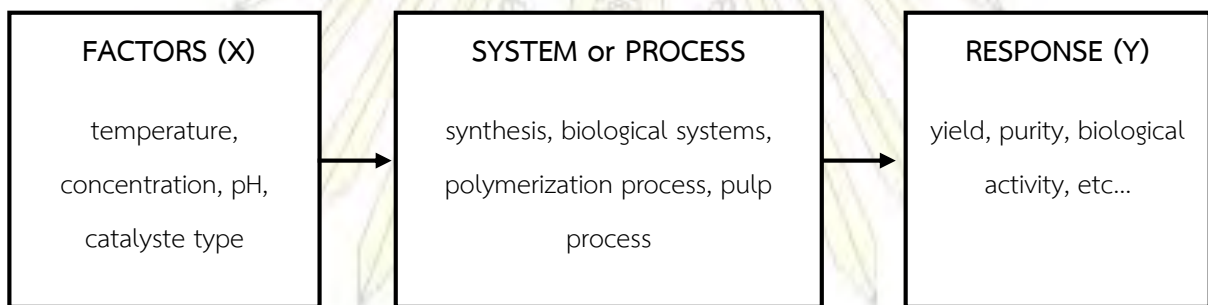 FACTORS (X)
temperature,
concentration, pH,
catalyste type
SYSTEM or PROCESS
synthesis, biological systems,
polymerization process, pulp
process
RESPONSE (Y)
yield, purity, biological
activity, etc...